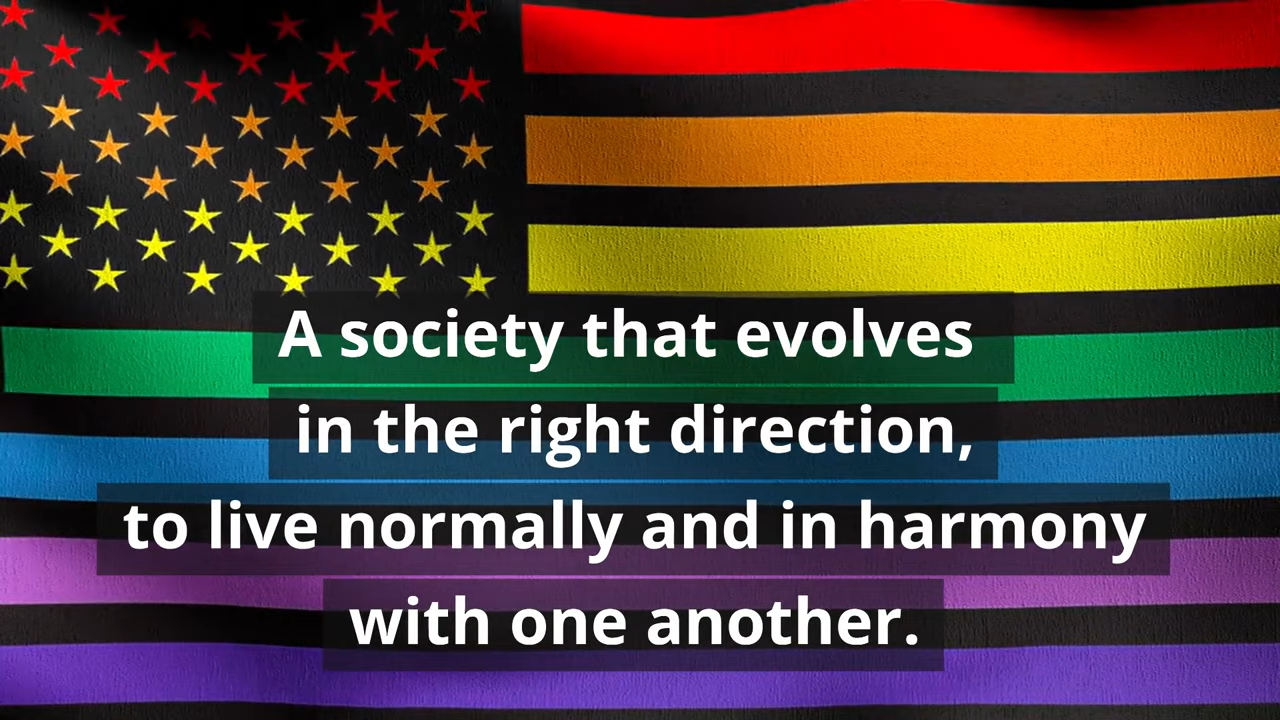 A society that evolves
in the right direction,
to live normally and in harmony
with one another.